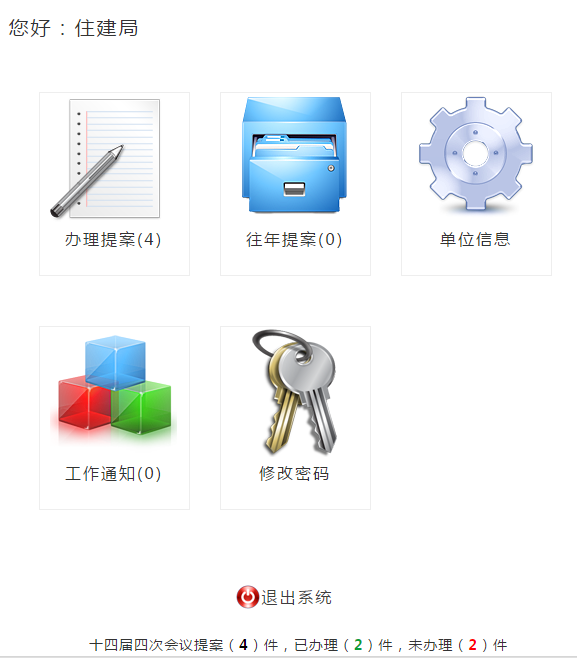 您好：住建局
办理提案(4)
往年提案(0)
单位信息
工作通知(0)
修改密码
退出系统
十四届四次会议提案（4）件，已办理（2）件，未办理（2）件